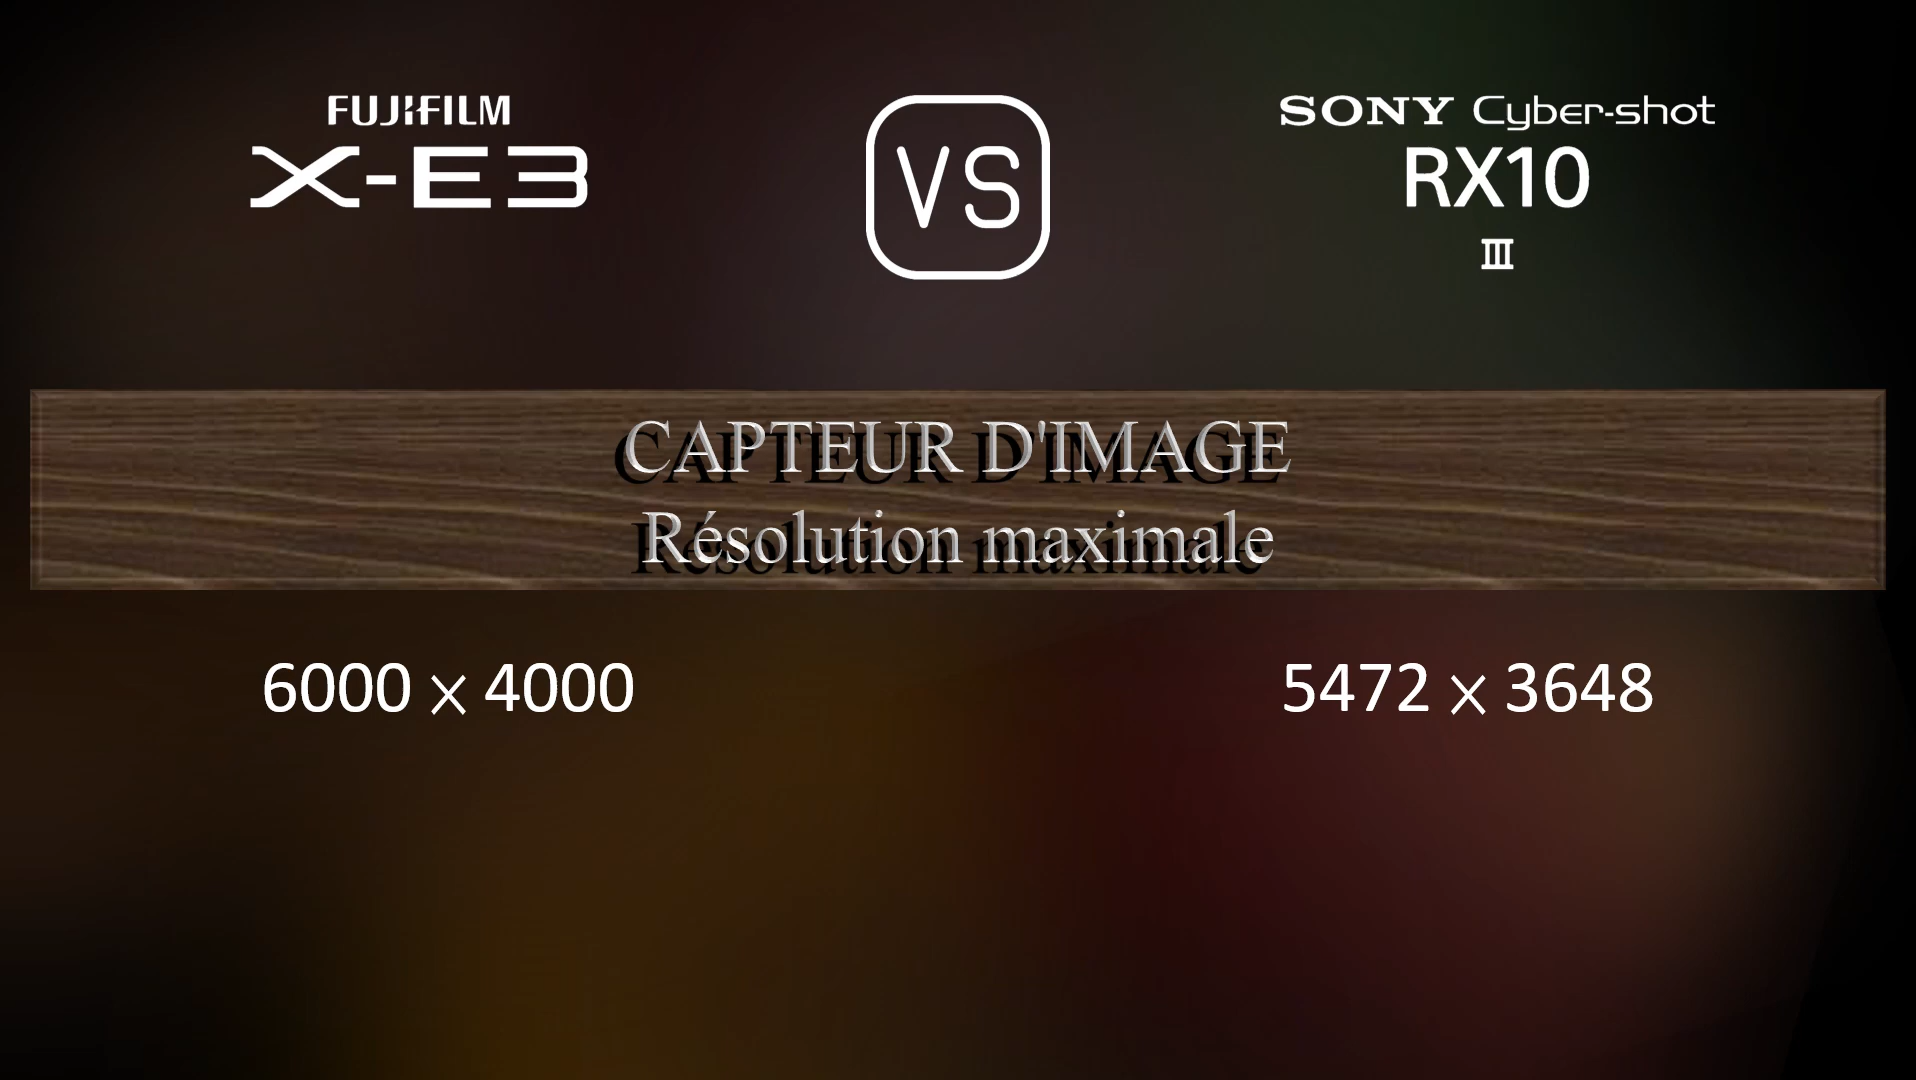 FUJIFILM
X-E3
VS
SONY Cyber-shot
RX10
III
CAPTEUR D'IMAGE
Résolution maximale
6000 x 4000
5472 x 3648